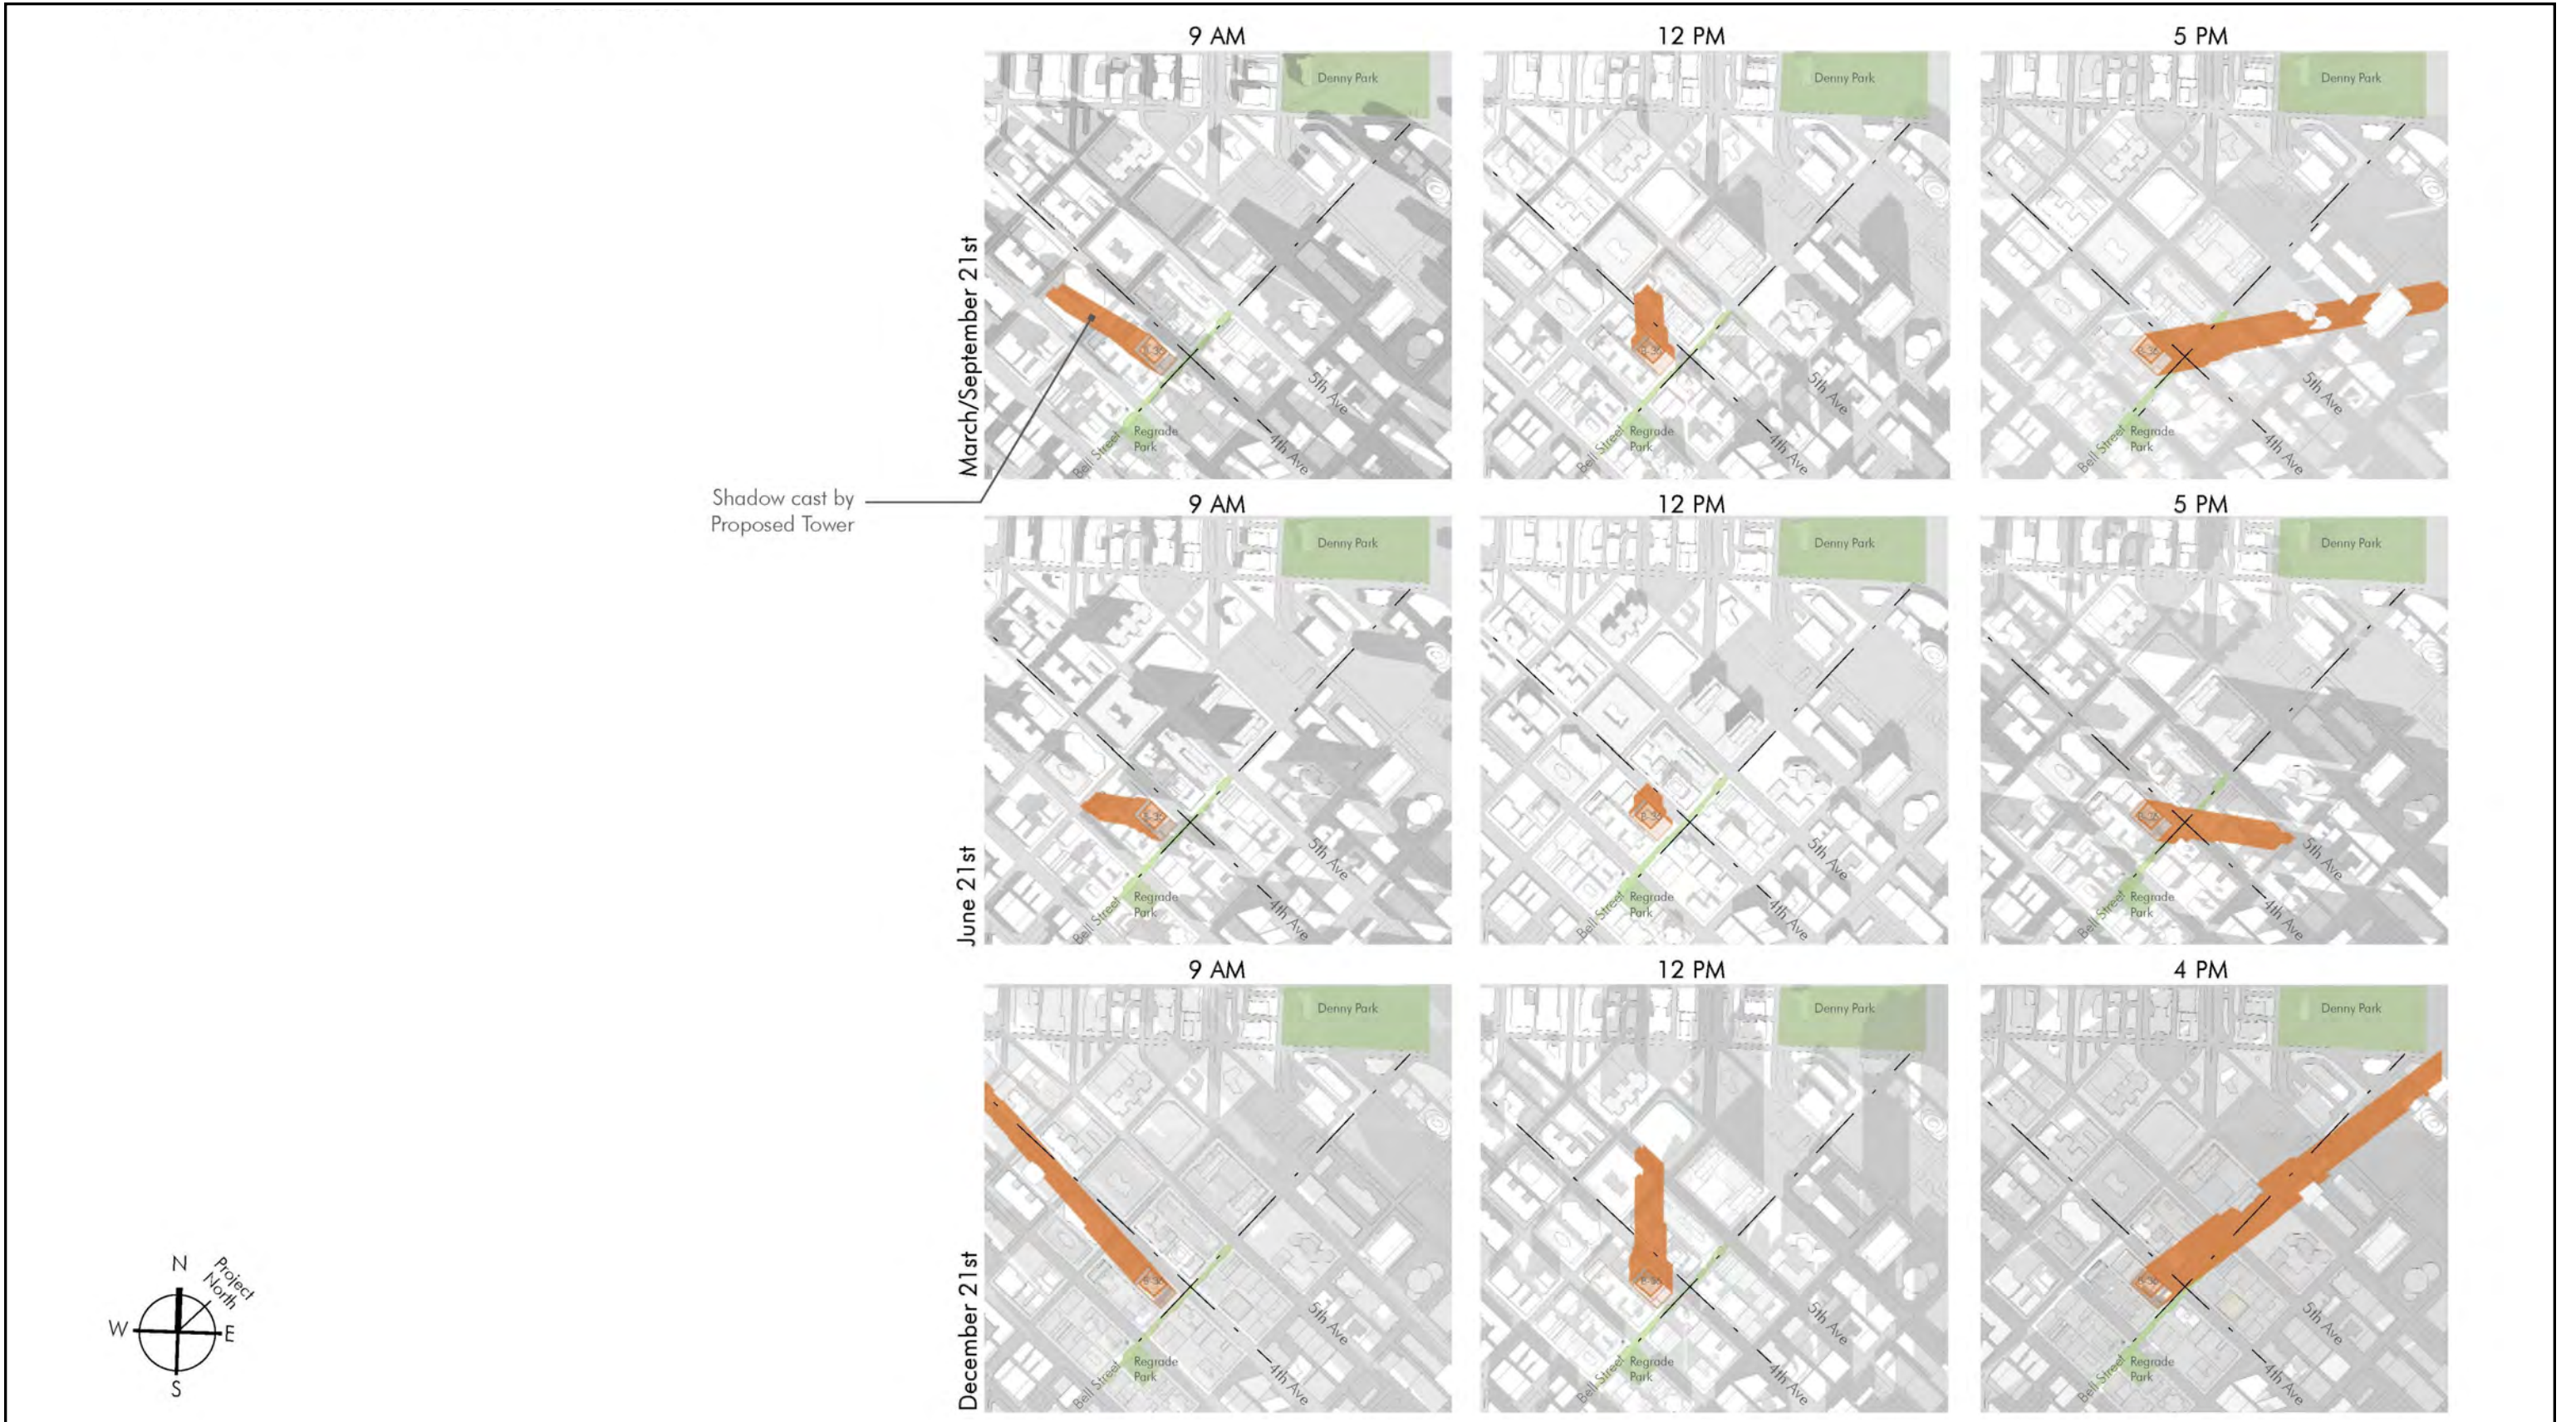 9 AM
12 PM
5 PM
March/September 21st
Denny Park
5th Ave
4th Ave
Bell Street
Regrade
Park
Denny Park
5th Ave
4th Ave
Bell Street
Regrade
Park
Denny Park
5th Ave
4th Ave
Bell Street
Regrade
Park
Shadow cast by
Proposed Tower
9 AM
12 PM
5 PM
June 21st
Denny Park
5th Ave
4th Ave
Bell Street
Regrade
Park
Denny Park
5th Ave
4th Ave
Bell Street
Regrade
Park
Denny Park
5th Ave
4th Ave
Bell Street
Regrade
Park
9 AM
12 PM
4 PM
December 21st
Denny Park
5th Ave
4th Ave
Bell Street
Regrade
Park
Denny Park
5th Ave
4th Ave
Bell Street
Regrade
Park
Denny Park
5th Ave
4th Ave
Bell Street
Regrade
Park
N
Project
North
W
E
S